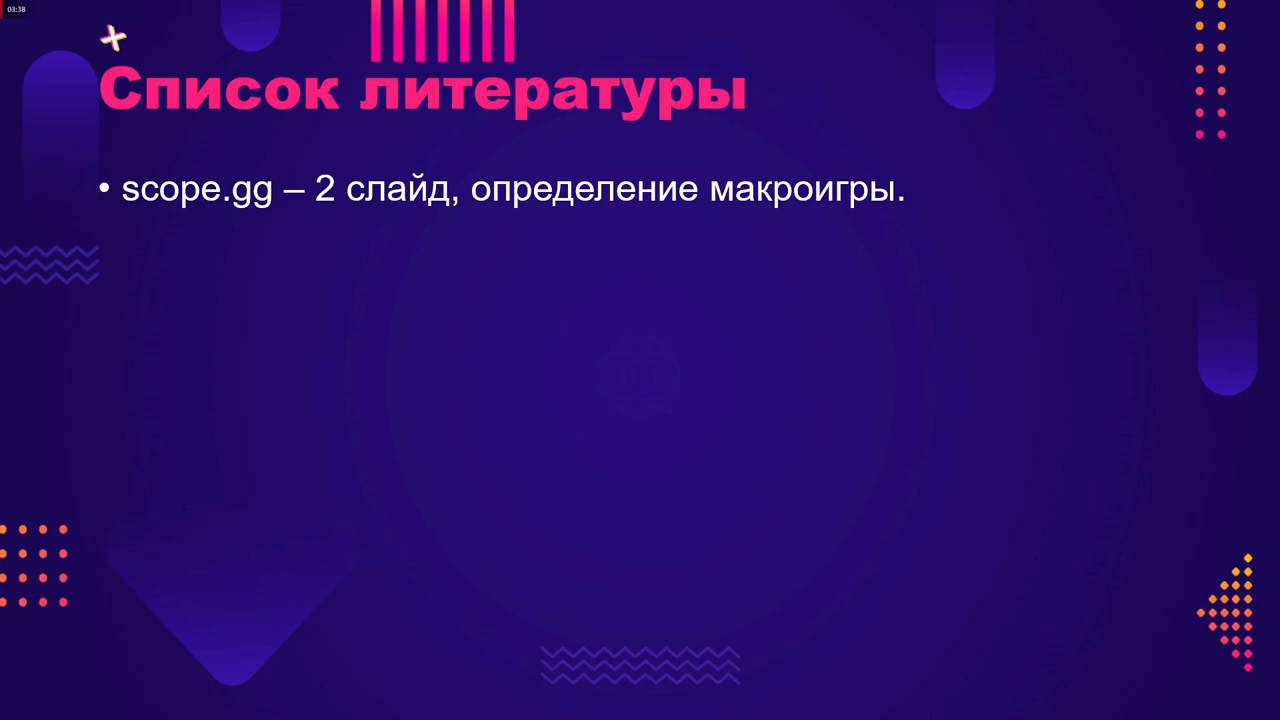 03:38
Список литературы
• scope.gg – 2 слайд, определение макроигры.